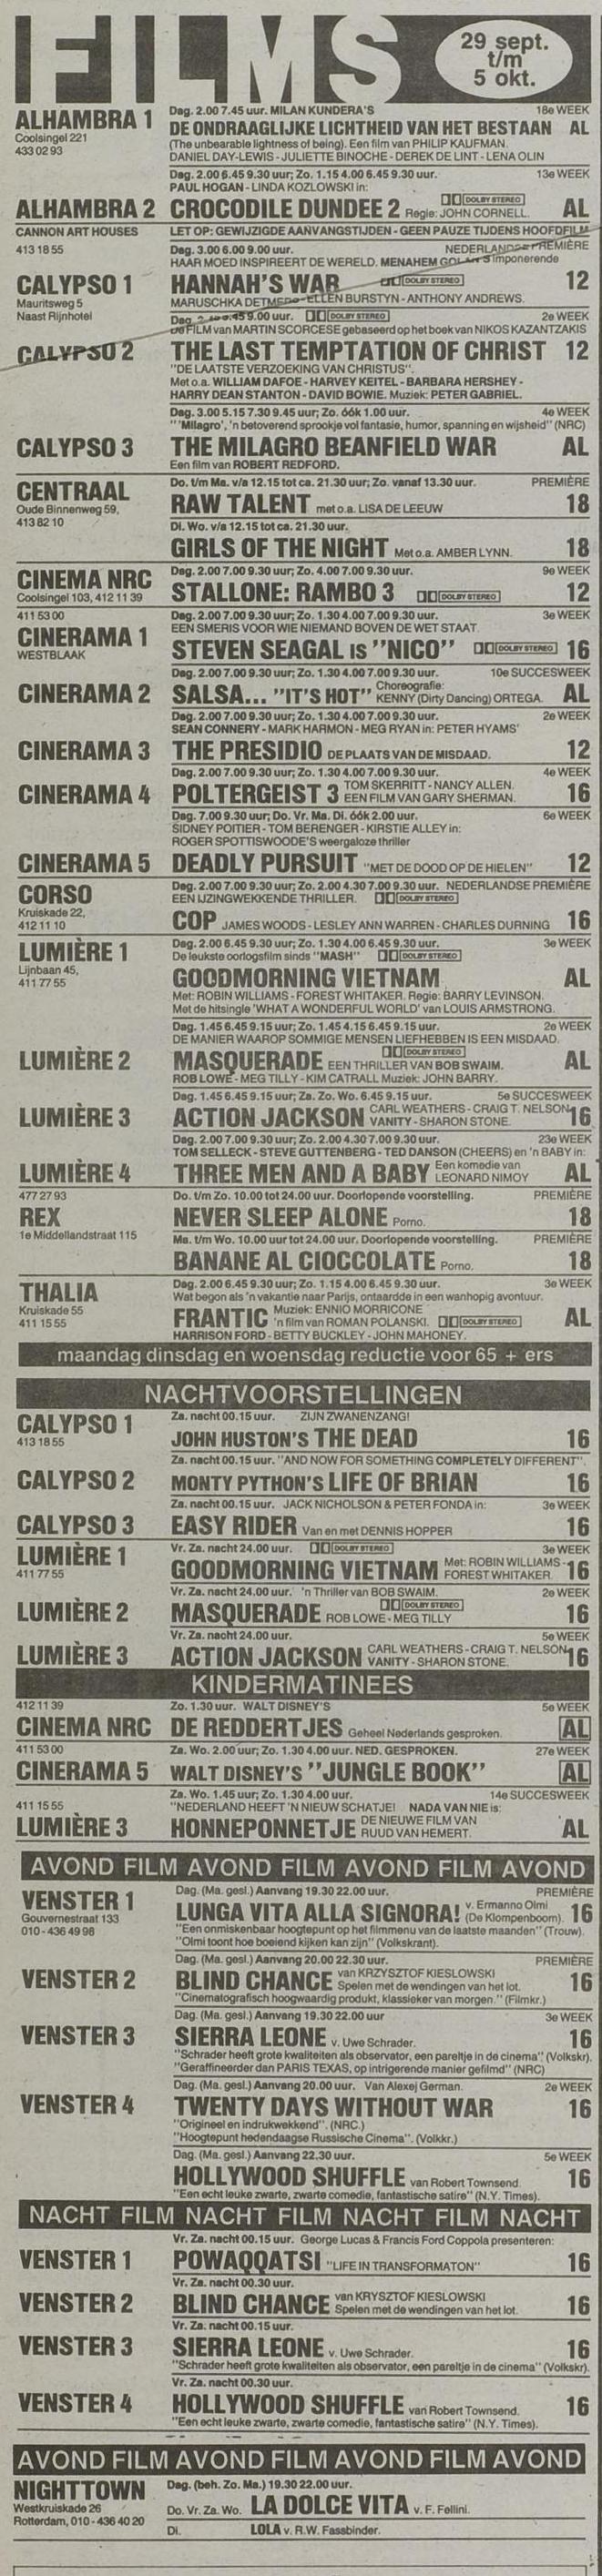 FILMS
29 sept.
t/m
5 okt.
ALHAMBRA 1
Coolsingel 221
433 02 93
Dag. 2.00 7.45 uur. MILAN KUNDERA'S 18e WEEK
DE ONDRAAGLIJKE LICHTHEID VAN HET BESTAAN AL
(The unbearable lightness of being). Een film van PHILIP KAUFMAN.
DANIEL DAY-LEWIS - JULIETTE BINOCHE - DEREK DE LINT - LENA OLIN
Dag. 2.00 6.45 9.30 uur; Zo. 1.15 4.00 6.45 9.30 uur. 13e WEEK
PAUL HOGAN - LINDA KOZLOWSKI in: DOLBY STEREO
ALHAMBRA 2 CROCODILE DUNDEE 2 Regie: JOHN CORNELL. AL
CANNON ART HOUSES LET OP: GEWIJZIGDE AANVANGSTIJDEN - GEEN PAUZE TIJDENS HOOFDFILM
413 18 55 Dag. 3.00 6.00 9.00 uur. NEDERLANDSE PREMIÈRE
HAAR MOED INSPIREERT DE WERELD. MENAHEM GOLAN'S imponerende
CALYPSO 1 HANNAH'S WAR DOLBY STEREO 12
Mauritsweg 5
Naast Rijnhotel
MARUSCHKA DETMERS - ELLEN BURSTYN - ANTHONY ANDREWS.
Dag. 9.00 uur. DOLBY STEREO 2e WEEK
De FILM van MARTIN SCORCESE gebaseerd op het boek van NIKOS KAZANTZAKIS
CALYPSO 2 THE LAST TEMPTATION OF CHRIST 12
"DE LAATSTE VERZOEKING VAN CHRISTUS".
Met o.a. WILLIAM DAFOE - HARVEY KEITEL - BARBARA HERSHEY -
HARRY DEAN STANTON - DAVID BOWIE. Muziek: PETER GABRIEL.
Dag. 3.00 5.15 7.30 9.45 uur; Zo. óók 1.00 uur. 4e WEEK
"'Milagro', 'n betoverend sprookje vol fantasie, humor, spanning en wijsheid" (NRC)
CALYPSO 3 THE MILAGRO BEANFIELD WAR AL
Een film van ROBERT REDFORD.
CENTRAAL
Oude Binnenweg 59,
413 82 10
Do. t/m Ma. v/a 12.15 tot ca. 21.30 uur; Zo. vanaf 13.30 uur. PREMIÈRE
RAW TALENT met o.a. LISA DE LEEUW 18
Di. Wo. v/a 12.15 tot ca. 21.30 uur.
GIRLS OF THE NIGHT Met o.a. AMBER LYNN. 18
CINEMA NRC
Coolsingel 103, 412 11 39
Dag. 2.00 7.00 9.30 uur; Zo. 4.00 7.00 9.30 uur. 9e WEEK
STALLONE: RAMBO 3 DOLBY STEREO 12
411 53 00 Dag. 2.00 7.00 9.30 uur; Zo. 1.30 4.00 7.00 9.30 uur. 3e WEEK
CINERAMA 1
WESTBLAAK
EEN SMERIS VOOR WIE NIEMAND BOVEN DE WET STAAT.
STEVEN SEAGAL IS "NICO" DOLBY STEREO 16
Dag. 2.00 7.00 9.30 uur; Zo. 1.30 4.00 7.00 9.30 uur. 10e SUCCESWEEK
CINERAMA 2 SALSA... "IT'S HOT" Choreografie: KENNY (Dirty Dancing) ORTEGA. AL
Dag. 2.00 7.00 9.30 uur; Zo. 1.30 4.00 7.00 9.30 uur. 2e WEEK
SEAN CONNERY - MARK HARMON - MEG RYAN in: PETER HYAMS'
CINERAMA 3 THE PRESIDIO DE PLAATS VAN DE MISDAAD. 12
Dag. 2.00 7.00 9.30 uur; Zo. 1.30 4.00 7.00 9.30 uur. 4e WEEK
CINERAMA 4 POLTERGEIST 3 TOM SKERRITT - NANCY ALLEN. EEN FILM VAN GARY SHERMAN. 16
Dag. 7.00 9.30 uur; Do. Vr. Ma. Di. óók 2.00 uur. 6e WEEK
SIDNEY POITIER - TOM BERENGER - KIRSTIE ALLEY in:
ROGER SPOTTISWOODE'S weergaloze thriller
CINERAMA 5 DEADLY PURSUIT "MET DE DOOD OP DE HIELEN" 12
CORSO
Kruiskade 22,
412 11 10
Dag. 2.00 7.00 9.30 uur; Zo. 2.00 4.30 7.00 9.30 uur. NEDERLANDSE PREMIÈRE
EEN IJZINGWEKKENDE THRILLER. DOLBY STEREO
COP JAMES WOODS - LESLEY ANN WARREN - CHARLES DURNING 16
LUMIÈRE 1
Lijnbaan 45,
411 77 55
Dag. 2.00 6.45 9.30 uur; Zo. 1.30 4.00 6.45 9.30 uur. 3e WEEK
De leukste oorlogsfilm sinds "MASH" DOLBY STEREO
GOODMORNING VIETNAM AL
Met: ROBIN WILLIAMS - FOREST WHITAKER. Regie: BARRY LEVINSON.
Met de hitsingle 'WHAT A WONDERFUL WORLD' van LOUIS ARMSTRONG.
Dag. 1.45 6.45 9.15 uur; Zo. 1.45 4.15 6.45 9.15 uur. 2e WEEK
DE MANIER WAAROP SOMMIGE MENSEN LIEFHEBBEN IS EEN MISDAAD.
DOLBY STEREO
LUMIÈRE 2 MASQUERADE EEN THRILLER VAN BOB SWAIM. AL
ROB LOWE - MEG TILLY - KIM CATRALL Muziek: JOHN BARRY.
Dag. 1.45 6.45 9.15 uur; Za. Zo. Wo. 6.45 9.15 uur. 5e SUCCESWEEK
LUMIÈRE 3 ACTION JACKSON CARL WEATHERS - CRAIG T. NELSON VANITY - SHARON STONE. 16
Dag. 2.00 7.00 9.30 uur; Zo. 2.00 4.30 7.00 9.30 uur. 23e WEEK
TOM SELLECK - STEVE GUTTENBERG - TED DANSON (CHEERS) en 'n BABY in:
LUMIÈRE 4 THREE MEN AND A BABY Een komedie van LEONARD NIMOY AL
477 27 93 Do. t/m Zo. 10.00 tot 24.00 uur. Doorlopende voorstelling. PREMIÈRE
REX NEVER SLEEP ALONE Porno. 18
1e Middellandstraat 115
Ma. t/m Wo. 10.00 uur tot 24.00 uur. Doorlopende voorstelling. PREMIÈRE
BANANE AL CIOCCOLATE Porno. 18
THALIA
Kruiskade 55
411 15 55
Dag. 2.00 6.45 9.30 uur; Zo. 1.15 4.00 6.45 9.30 uur. 3e WEEK
Wat begon als 'n vakantie naar Parijs, ontaardde in een wanhopig avontuur.
FRANTIC Muziek: ENNIO MORRICONE 'n film van ROMAN POLANSKI. DOLBY STEREO AL
HARRISON FORD - BETTY BUCKLEY - JOHN MAHONEY.
maandag dinsdag en woensdag reductie voor 65 + ers
NACHTVOORSTELLINGEN
CALYPSO 1
413 18 55
Za. nacht 00.15 uur. ZIJN ZWANENZANG!
JOHN HUSTON'S THE DEAD 16
Za. nacht 00.15 uur. "AND NOW FOR SOMETHING COMPLETELY DIFFERENT".
CALYPSO 2 MONTY PYTHON'S LIFE OF BRIAN 16
Za. nacht 00.15 uur. JACK NICHOLSON & PETER FONDA in: 3e WEEK
CALYPSO 3 EASY RIDER Van en met DENNIS HOPPER 16
LUMIÈRE 1
411 77 55
Vr. Za. nacht 24.00 uur. DOLBY STEREO 3e WEEK
GOODMORNING VIETNAM Met: ROBIN WILLIAMS - FOREST WHITAKER. 16
Vr. Za. nacht 24.00 uur. 'n Thriller van BOB SWAIM. 2e WEEK
DOLBY STEREO
LUMIÈRE 2 MASQUERADE ROB LOWE - MEG TILLY 16
Vr. Za. nacht 24.00 uur. 5e WEEK
LUMIÈRE 3 ACTION JACKSON CARL WEATHERS - CRAIG T. NELSON VANITY - SHARON STONE. 16
KINDERMATINEES
412 11 39 Zo. 1.30 uur. WALT DISNEY'S 5e WEEK
CINEMA NRC DE REDDERTJES Geheel Nederlands gesproken. AL
411 53 00 Za. Wo. 2.00 uur; Zo. 1.30 4.00 uur. NED. GESPROKEN. 27e WEEK
CINERAMA 5 WALT DISNEY'S "JUNGLE BOOK" AL
Za. Wo. 1.45 uur; Zo. 1.30 4.00 uur. 14e SUCCESWEEK
411 15 55 "NEDERLAND HEEFT 'N NIEUW SCHATJE! NADA VAN NIE is:
LUMIÈRE 3 HONNEPONNETJE DE NIEUWE FILM VAN RUUD VAN HEMERT. AL
AVOND FILM AVOND FILM AVOND FILM AVOND
VENSTER 1
Gouvernestraat 133
010 - 436 49 98
Dag. (Ma. gesl.) Aanvang 19.30 22.00 uur. PREMIÈRE
LUNGA VITA ALLA SIGNORA! v. Ermanno Olmi (De Klompenboom). 16
"Een onmiskenbaar hoogtepunt op het filmmenu van de laatste maanden" (Trouw).
"Olmi toont hoe boeiend kijken kan zijn" (Volkskrant).
Dag. (Ma. gesl.) Aanvang 20.00 22.30 uur. PREMIÈRE
VENSTER 2 BLIND CHANCE van KRZYSZTOF KIESLOWSKI Spelen met de wendingen van het lot. 16
"Cinematografisch hoogwaardig produkt, klassieker van morgen." (Filmkr.)
Dag. (Ma. gesl.) Aanvang 19.30 22.00 uur 3e WEEK
VENSTER 3 SIERRA LEONE v. Uwe Schrader. 16
"Schrader heeft grote kwaliteiten als observator, een pareltje in de cinema" (Volkskr).
"Geraffineerder dan PARIS TEXAS, op intrigerende manier gefilmd" (NRC)
Dag. (Ma. gesl.) Aanvang 20.00 uur. Van Alexej German. 2e WEEK
VENSTER 4 TWENTY DAYS WITHOUT WAR 16
"Origineel en indrukwekkend". (NRC.)
"Hoogtepunt hedendaagse Russische Cinema". (Volkkr.)
Dag. (Ma. gesl.) Aanvang 22.30 uur. 5e WEEK
HOLLYWOOD SHUFFLE van Robert Townsend. 16
"Een echt leuke zwarte, zwarte comedie, fantastische satire" (N.Y. Times).
NACHT FILM NACHT FILM NACHT FILM NACHT
Vr. Za. nacht 00.15 uur. George Lucas & Francis Ford Coppola presenteren:
VENSTER 1 POWAQQATSI "LIFE IN TRANSFORMATON" 16
Vr. Za. nacht 00.30 uur.
VENSTER 2 BLIND CHANCE van KRYSZTOF KIESLOWSKI Spelen met de wendingen van het lot. 16
Vr. Za. nacht 00.15 uur.
VENSTER 3 SIERRA LEONE v. Uwe Schrader. 16
"Schrader heeft grote kwaliteiten als observator, een pareltje in de cinema" (Volkskr).
Vr. Za. nacht 00.30 uur.
VENSTER 4 HOLLYWOOD SHUFFLE van Robert Townsend. 16
"Een echt leuke zwarte, zwarte comedie, fantastische satire" (N.Y. Times).
AVOND FILM AVOND FILM AVOND FILM AVOND
NIGHTTOWN
Westkruiskade 26
Rotterdam, 010 - 436 40 20
Dag. (beh. Zo. Ma.) 19.30 22.00 uur.
Do. Vr. Za. Wo. LA DOLCE VITA v. F. Fellini.
Di. LOLA v. R.W. Fassbinder.